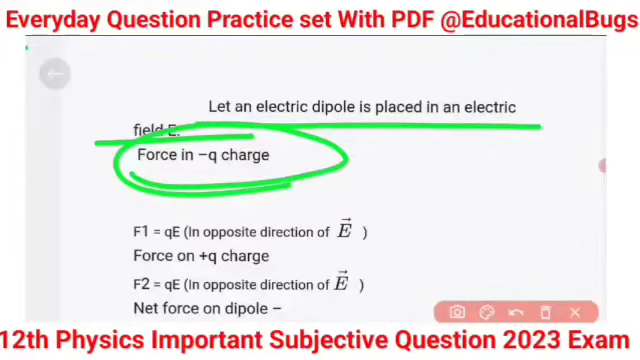 Everyday Question Practice set With PDF @EducationalBugs
Let an electric dipole is placed in an electric
field E.
Force in –q charge
F1 = qE (In opposite direction of E⃗ )
Force on +q charge
F2 = qE (In opposite direction of E⃗ )
Net force on dipole –
12th Physics Important Subjective Question 2023 Exam